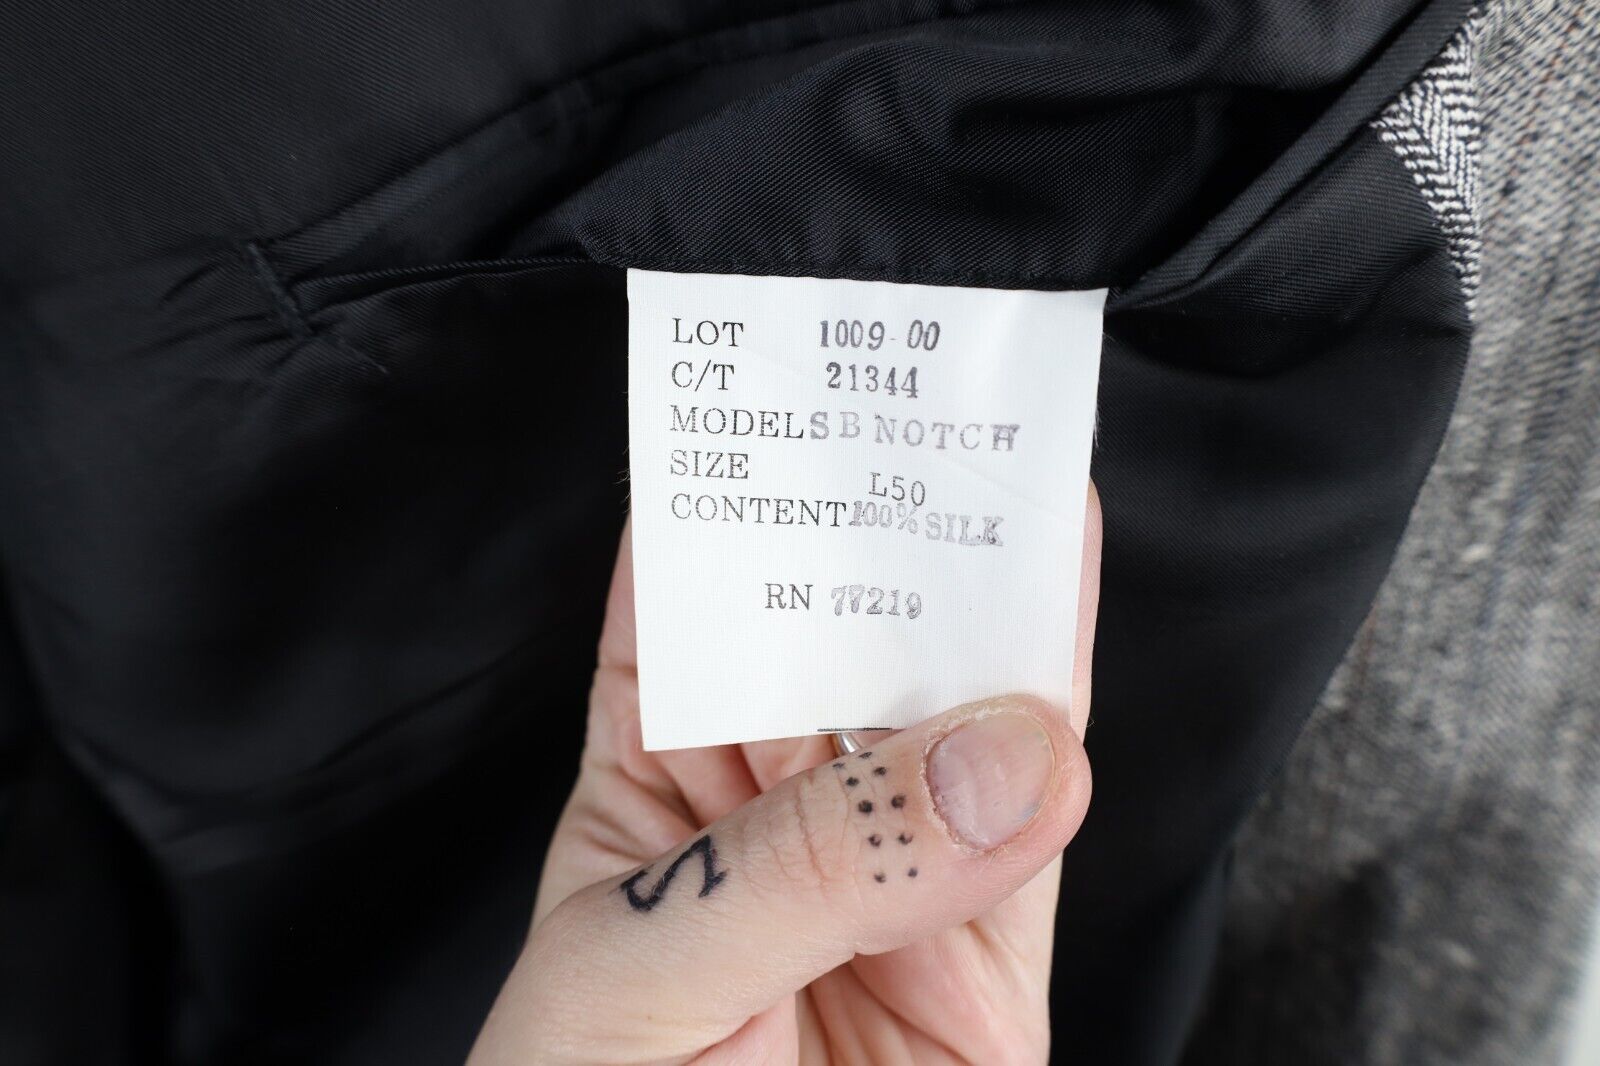 LOT 1009-00
C/T 21344
MODEL SB NOTCH
SIZE L50
CONTENT 100% SILK
RN 77219